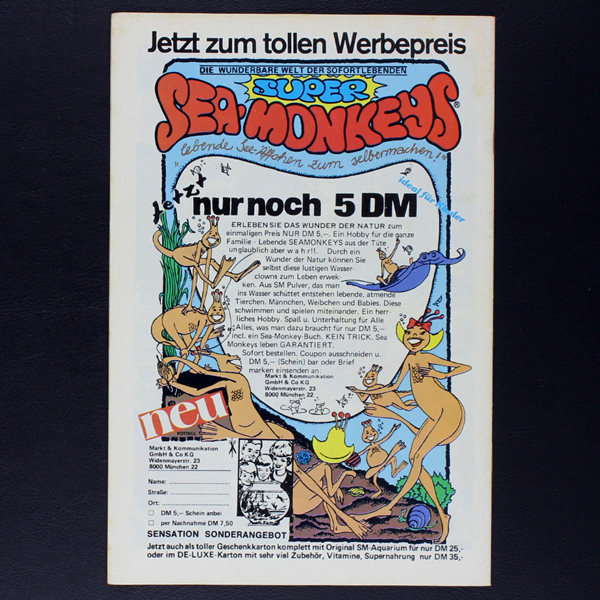 Jetzt zum tollen Werbepreis
DIE WUNDERBARE WELT DER SOFORTLEBENDEN
SUPER
SEA-MONKEYS®
"lebende See-Äffchen zum selbermachen!"
ideal für Kinder
Jetzt
nur noch 5 DM
ERLEBEN SIE DAS WUNDER DER NATUR zum
einmaligen Preis NUR DM 5,–. Ein Hobby für die ganze
Familie - Lebende SEAMONKEYS aus der Tüte
unglaublich aber w a h r!!. Durch ein
Wunder der Natur können Sie
selbst diese lustigen Wasser-
clowns zum Leben erwek-
ken. Aus SM Pulver, das man
ins Wasser schüttet entstehen lebende, atmende
Tierchen. Männchen, Weibchen und Babies. Diese
schwimmen und spielen miteinander. Ein herr-
liches Hobby. Spaß u. Unterhaltung für Alle
Alles, was man dazu braucht für nur DM 5,–
incl. ein Sea-Monkey-Buch. KEIN TRICK. Sea
Monkeys leben GARANTIERT.
Sofort bestellen. Coupon ausschneiden u.
DM 5,– (Schein) bar oder Brief
marken einsenden an:
Markt & Kommunikation
GmbH & Co KG
Widenmayerstr. 23
8000 München 22
neu
Markt & Kommunikation
GmbH & Co KG
Widenmayerstr. 23
8000 München 22
Name:
Straße:
Ort:
DM 5,– Schein anbei
per Nachnahme DM 7,50
SENSATION SONDERANGEBOT
Jetzt auch als toller Geschenkkarton komplett mit Original SM-Aquarium für nur DM 25,-
oder im DE-LUXE-Karton mit sehr viel Zubehör, Vitamine, Supernahrung nur DM 35,-